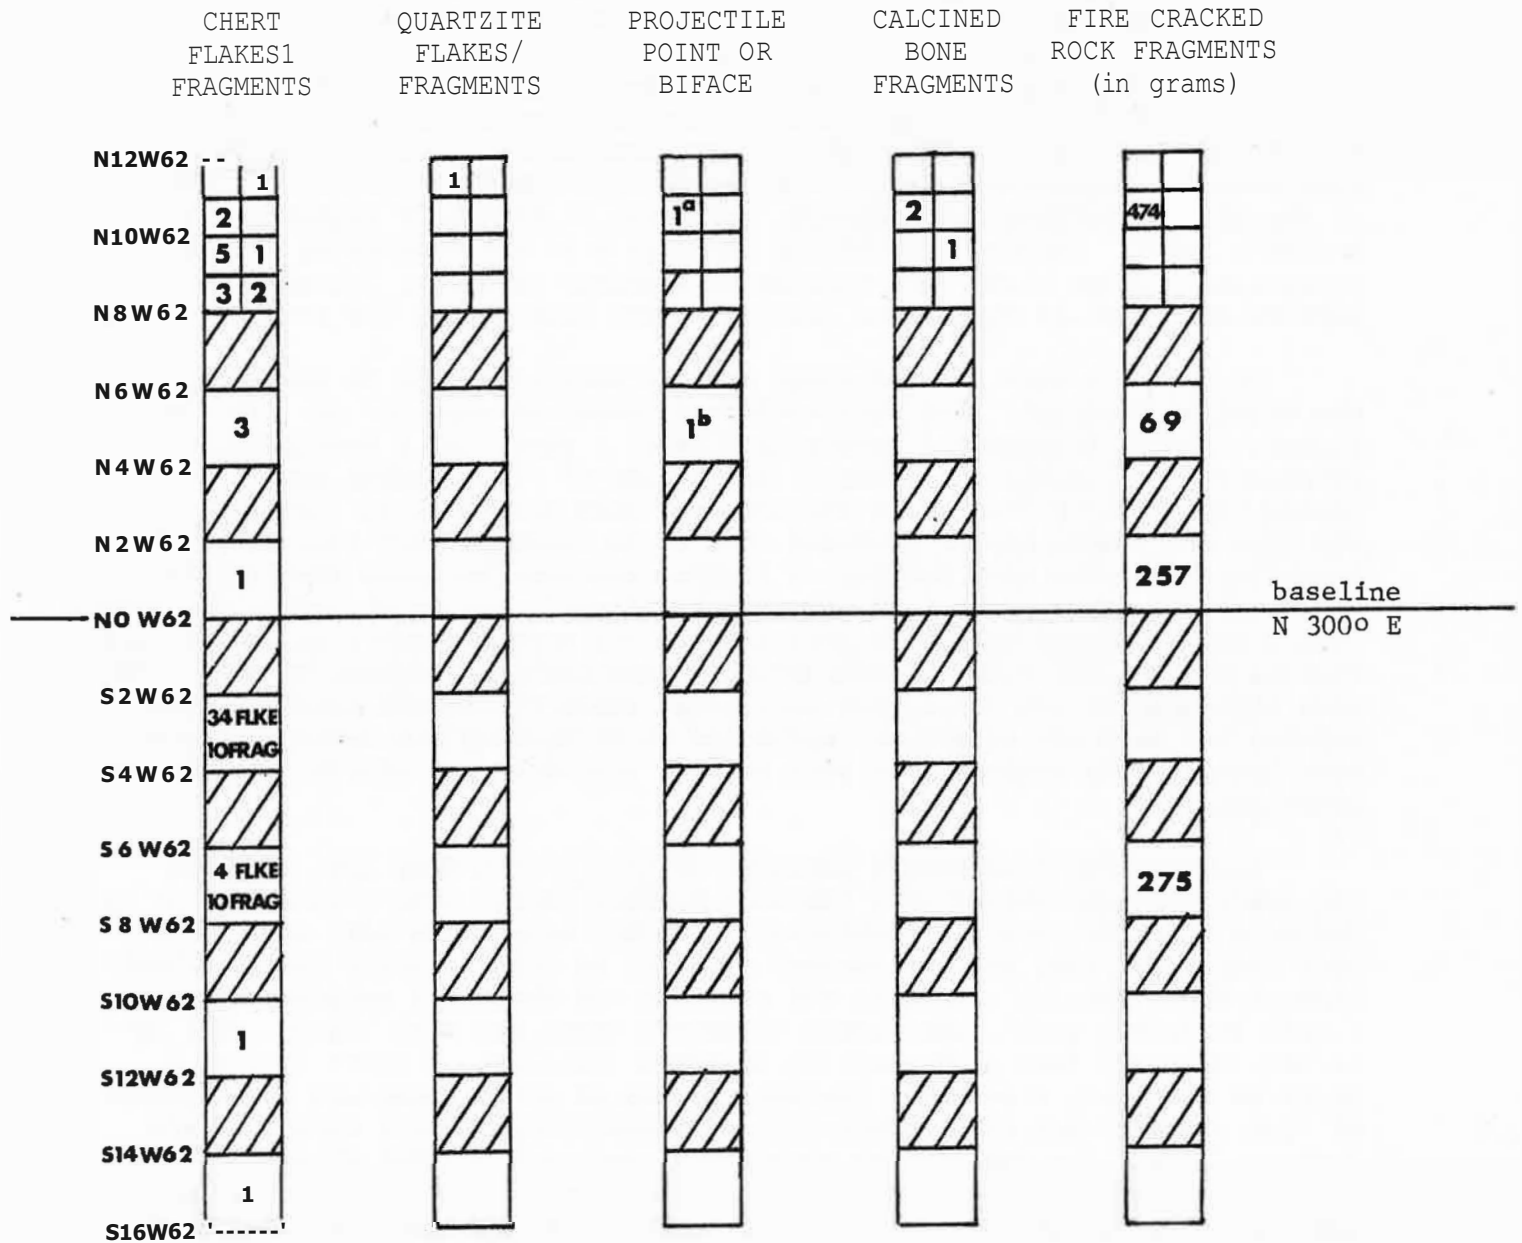 CHERT
FLAKES1
FRAGMENTS
QUARTZITE
FLAKES/
FRAGMENTS
PROJECTILE
POINT OR
BIFACE
CALCINED
BONE
FRAGMENTS
FIRE CRACKED
ROCK FRAGMENTS
(in grams)
N12W62 --
1 1
2 1a 2 474
N10W62
5 1 1
3 2
N8W62
N6W62
3 1b 69
N4W62
N2W62
1 257
baseline
N0 W62
N 300º E
S2W62
34 FLKE
10FRAG
S4W62
S6W62
4 FLKE
10FRAG
275
S8W62
S10W62
1
S12W62
S14W62
1
S16W62 '------'